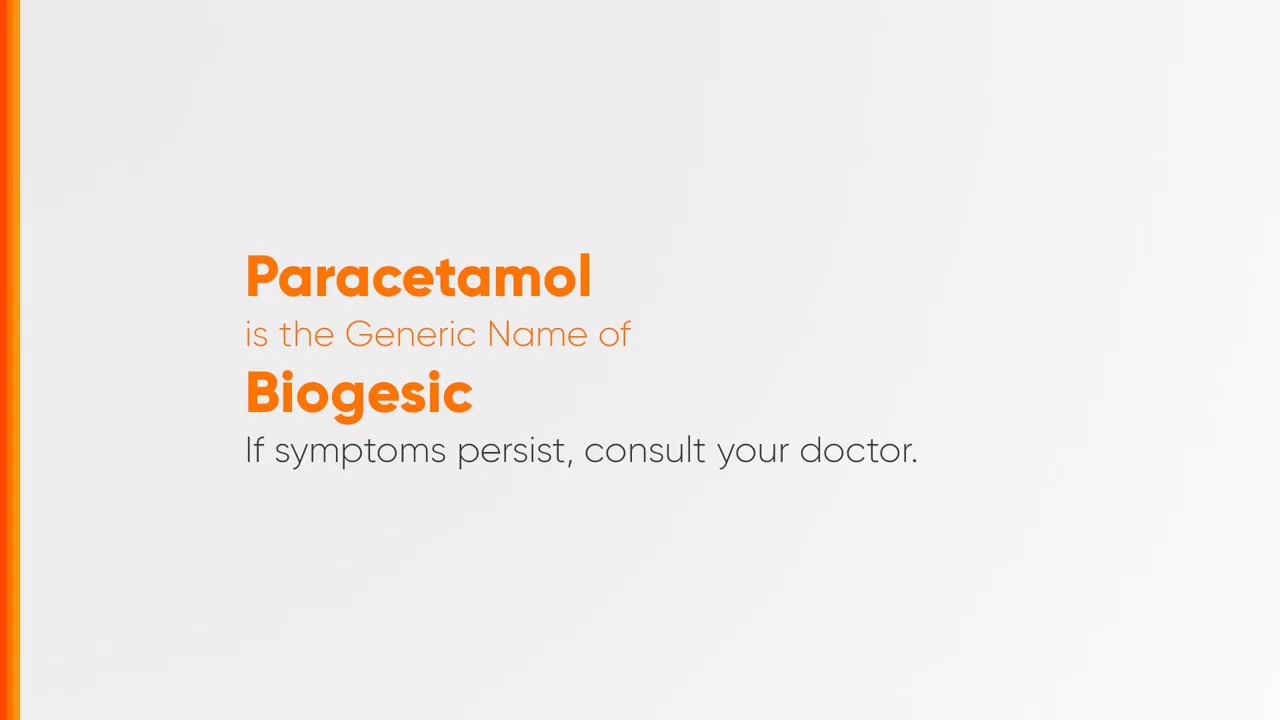 Paracetamol
is the Generic Name of
Biogesic
If symptoms persist, consult your doctor.